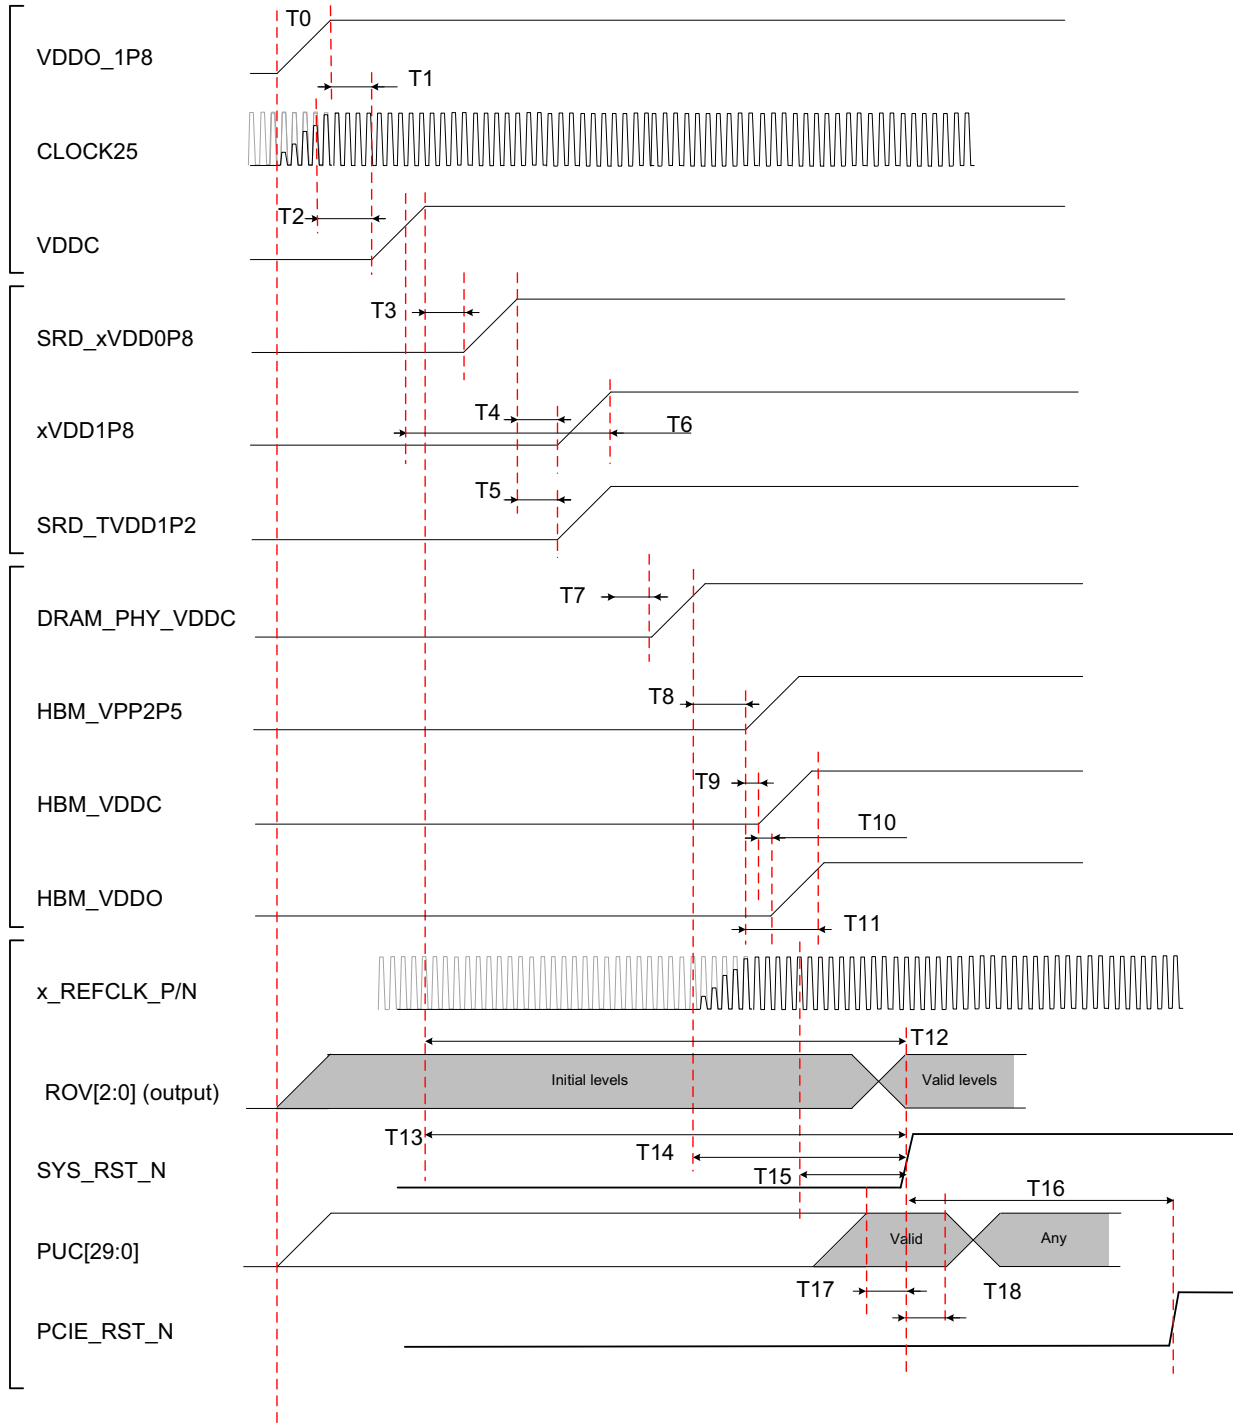 T0
VDDO_1P8
T1
CLOCK25
T2
VDDC
T3
SRD_xVDD0P8
T4
xVDD1P8
T6
T5
SRD_TVDD1P2
T7
DRAM_PHY_VDDC
T8
HBM_VPP2P5
T9
HBM_VDDC
T10
HBM_VDDO
T11
x_REFCLK_P/N
T12
ROV[2:0] (output)
Initial levels
Valid levels
T13
T14
SYS_RST_N
T15
T16
PUC[29:0]
Valid
Any
T17
T18
PCIE_RST_N